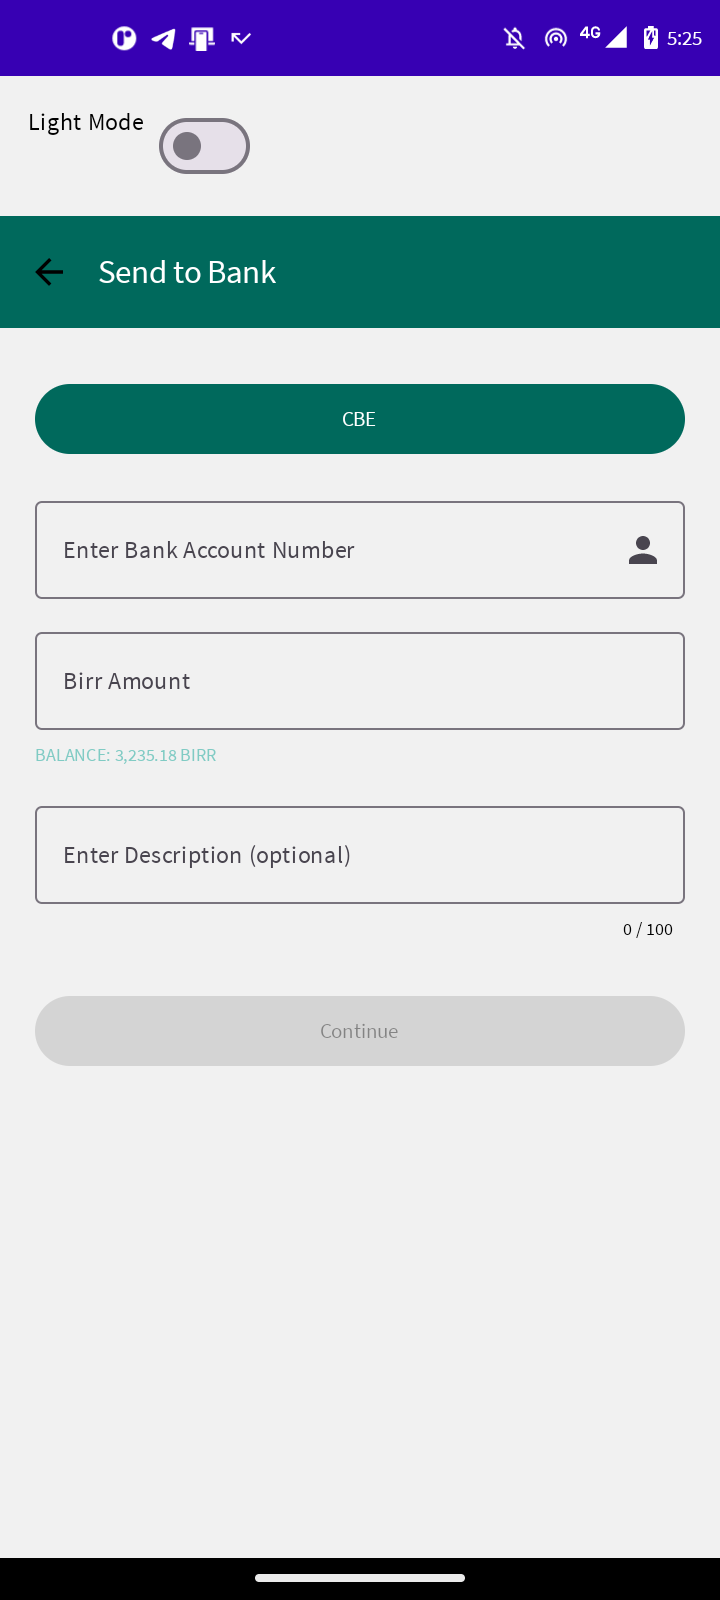 4G 5:25
Light Mode
Send to Bank
CBE
Enter Bank Account Number
Birr Amount
BALANCE: 3,235.18 BIRR
Enter Description (optional)
0 / 100
Continue